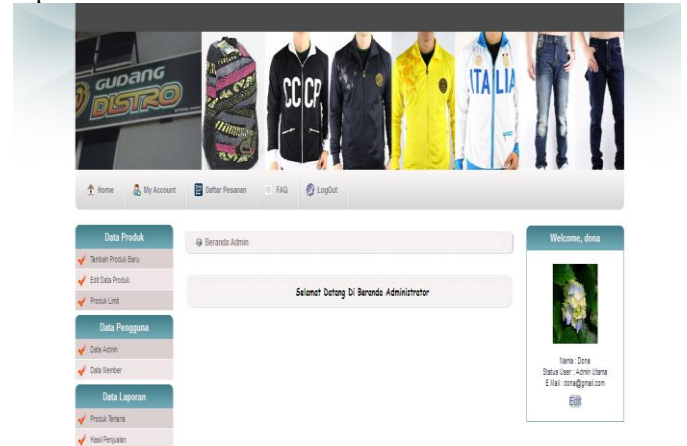 GUDANG
DISTRO
CCCP
ITALIA
Home
My Account
Daftar Pesanan
FAQ
LogOut
Data Produk
Tambah Produk Baru
Edit Data Produk
Produk Limit
Data Pengguna
Data Admin
Data Member
Data Laporan
Produk Terlaris
Hasil Penjualan
Beranda Admin
Selamat Datang Di Beranda Administrator
Welcome, dona
Nama : Dona
Status User : Admin Utama
E Mail : dona@gmail.com
Edit